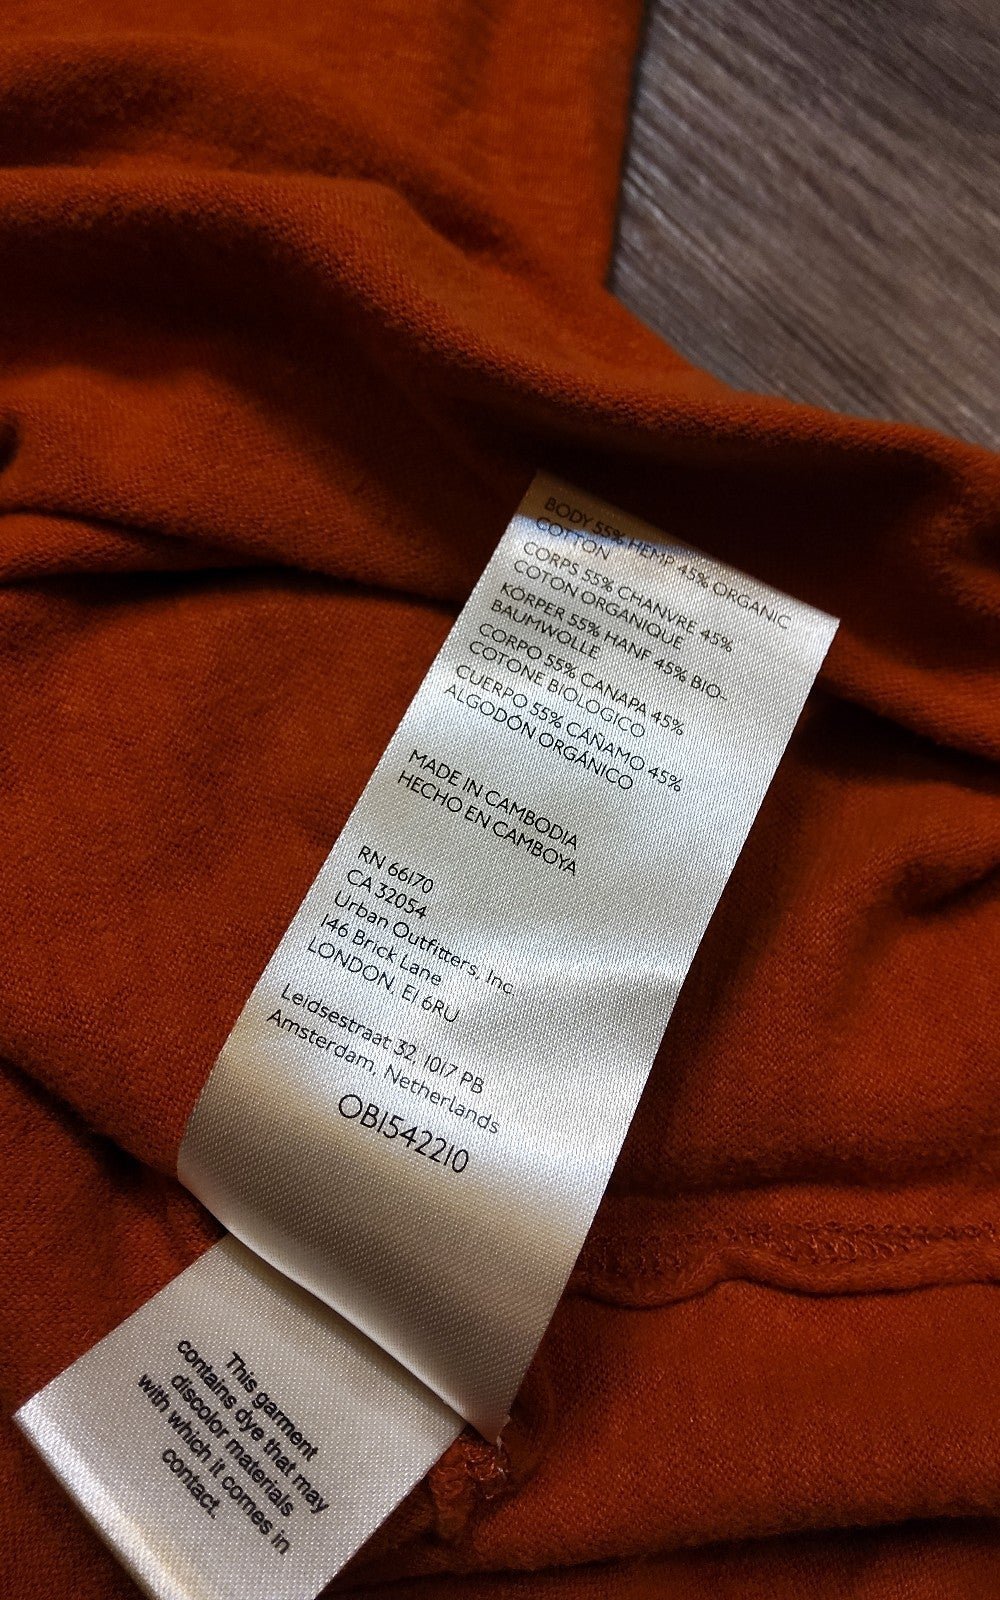 BODY 55% HEMP 45% ORGANIC
COTTON
CORPS 55% CHANVRE 45%
COTON ORGANIQUE
KÖRPER 55% HANF 45% BIO-
BAUMWOLLE
CORPO 55% CANAPA 45%
COTONE BIOLOGICO
CUERPO 55% CAÑAMO 45%
ALGODÓN ORGÁNICO
MADE IN CAMBODIA
HECHO EN CAMBOYA
RN 66170
CA 32054
Urban Outfitters, Inc.
146 Brick Lane
LONDON, E1 6RU
Leidsestraat 32, 1017 PB
Amsterdam, Netherlands
OB1542210
This garment
contains dye that may
discolor materials
with which it comes in
contact.